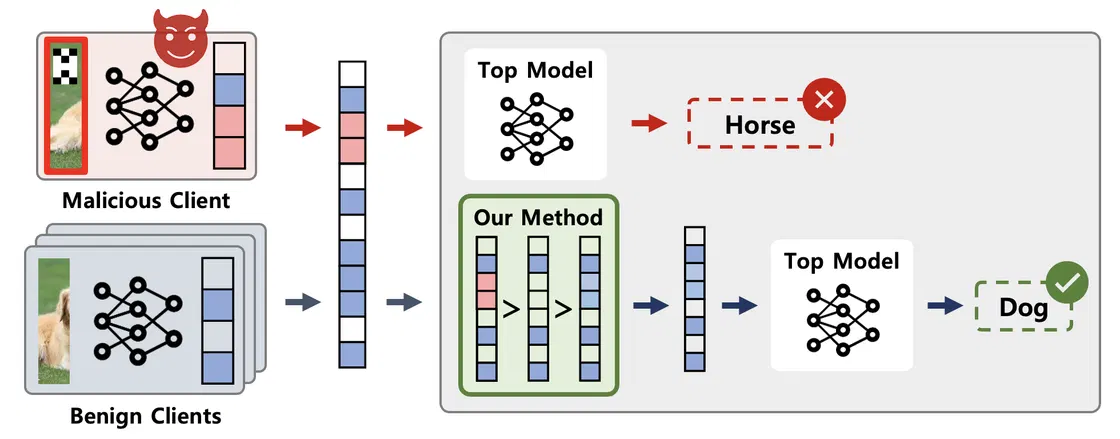 Malicious Client
Benign Clients
Top Model
Horse
Our Method
> >
Top Model
Dog